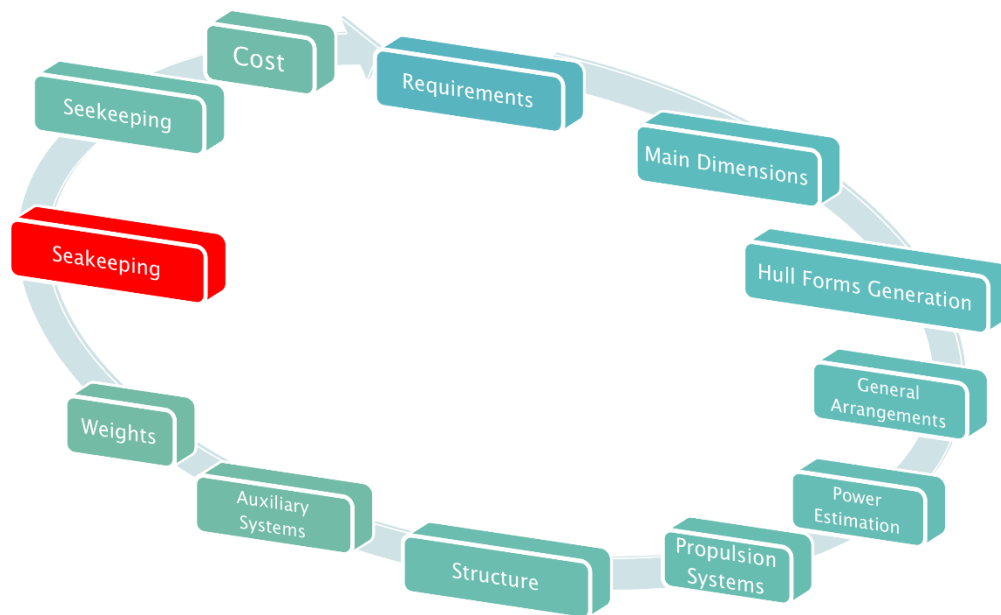 Cost
Requirements
Main Dimensions
Hull Forms Generation
General
Arrangements
Power
Estimation
Propulsion
Systems
Structure
Auxiliary
Systems
Weights
Seakeeping
Seekeeping